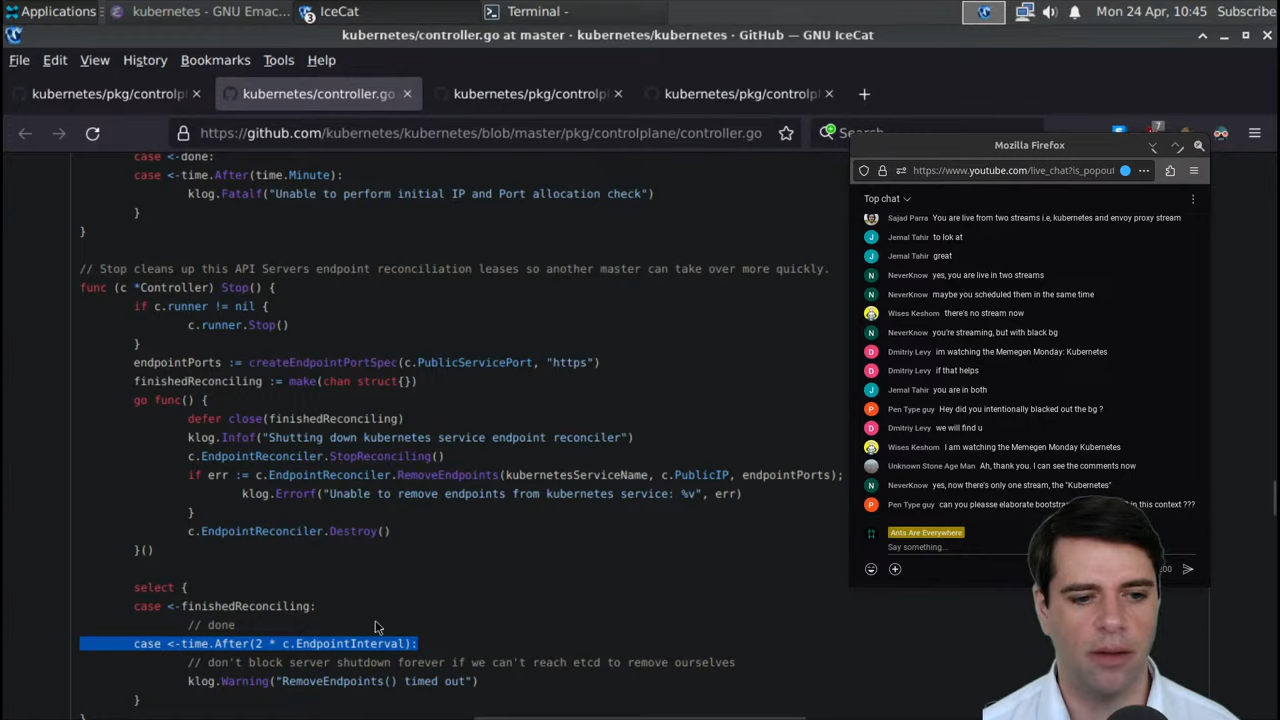 Applications
kubernetes - GNU Emac...
3
IceCat
Terminal -
Mon 24 Apr, 10:45
Subscribe
kubernetes/controller.go at master · kubernetes/kubernetes · GitHub — GNU IceCat
File
Edit
View
History
Bookmarks
Tools
Help
kubernetes/pkg/controlpl
kubernetes/controller.go
kubernetes/pkg/controlpl
kubernetes/pkg/controlpl
https://github.com/kubernetes/kubernetes/blob/master/pkg/controlplane/controller.go
Search
7
case <-done:
case <-time.After(time.Minute):
klog.Fatalf("Unable to perform initial IP and Port allocation check")
}
}
// Stop cleans up this API Servers endpoint reconciliation leases so another master can take over more quickly.
func (c *Controller) Stop() {
if c.runner != nil {
c.runner.Stop()
}
endpointPorts := createEndpointPortSpec(c.PublicServicePort, "https")
finishedReconciling := make(chan struct{})
go func() {
defer close(finishedReconciling)
klog.Infof("Shutting down kubernetes service endpoint reconciler")
c.EndpointReconciler.StopReconciling()
if err := c.EndpointReconciler.RemoveEndpoints(kubernetesServiceName, c.PublicIP, endpointPorts);
klog.Errorf("Unable to remove endpoints from kubernetes service: %v", err)
}
c.EndpointReconciler.Destroy()
}()
select {
case <-finishedReconciling:
// done
case <-time.After(2 * c.EndpointInterval):
// don't block server shutdown forever if we can't reach etcd to remove ourselves
klog.Warning("RemoveEndpoints() timed out")
}
Mozilla Firefox
https://www.youtube.com/live_chat?is_popout
Top chat
Sajad Parra You are live from two streams i.e, kubernetes and envoy proxy stream
J Jemal Tahir to lok at
J Jemal Tahir great
N NeverKnow yes, you are live in two streams
N NeverKnow maybe you scheduled them in the same time
Wises Keshom there's no stream now
N NeverKnow you're streaming, but with black bg
D Dmitriy Levy im watching the Memegen Monday: Kubernetes
D Dmitriy Levy if that helps
J Jemal Tahir you are in both
P Pen Type guy Hey did you intentionally blacked out the bg ?
D Dmitriy Levy we will find u
Wises Keshom I am watching the Memegen Monday Kubernetes
Unknown Stone Age Man Ah, thank you. I can see the comments now
N NeverKnow yes, now there's only one stream, the "Kubernetes"
P Pen Type guy can you pleasse elaborate in this context ???
Ants Are Everywhere
Say something...